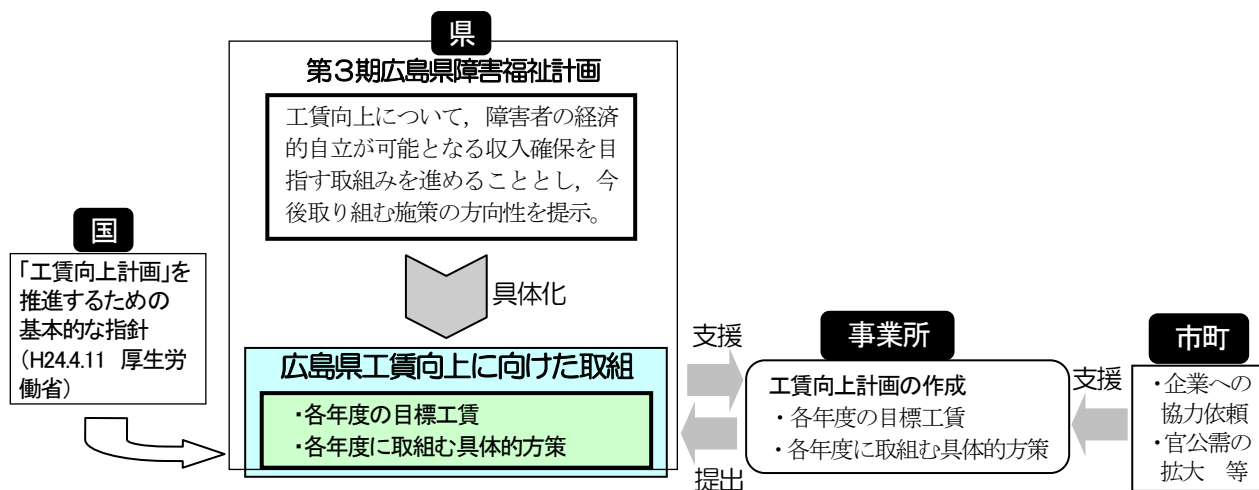 県
第3期広島県障害福祉計画
工賃向上について，障害者の経済
的自立が可能となる収入確保を目
指す取組みを進めることとし，今
後取り組む施策の方向性を提示。
国
「工賃向上計画」を
推進するための
基本的な指針
（H24.4.11　厚生労
働省）
具体化
広島県工賃向上に向けた取組
・各年度の目標工賃
・各年度に取組む具体的方策
支援
提出
事業所
工賃向上計画の作成
・各年度の目標工賃
・各年度に取組む具体的方策
支援
市町
・企業への
協力依頼
・官公需の
拡大　等